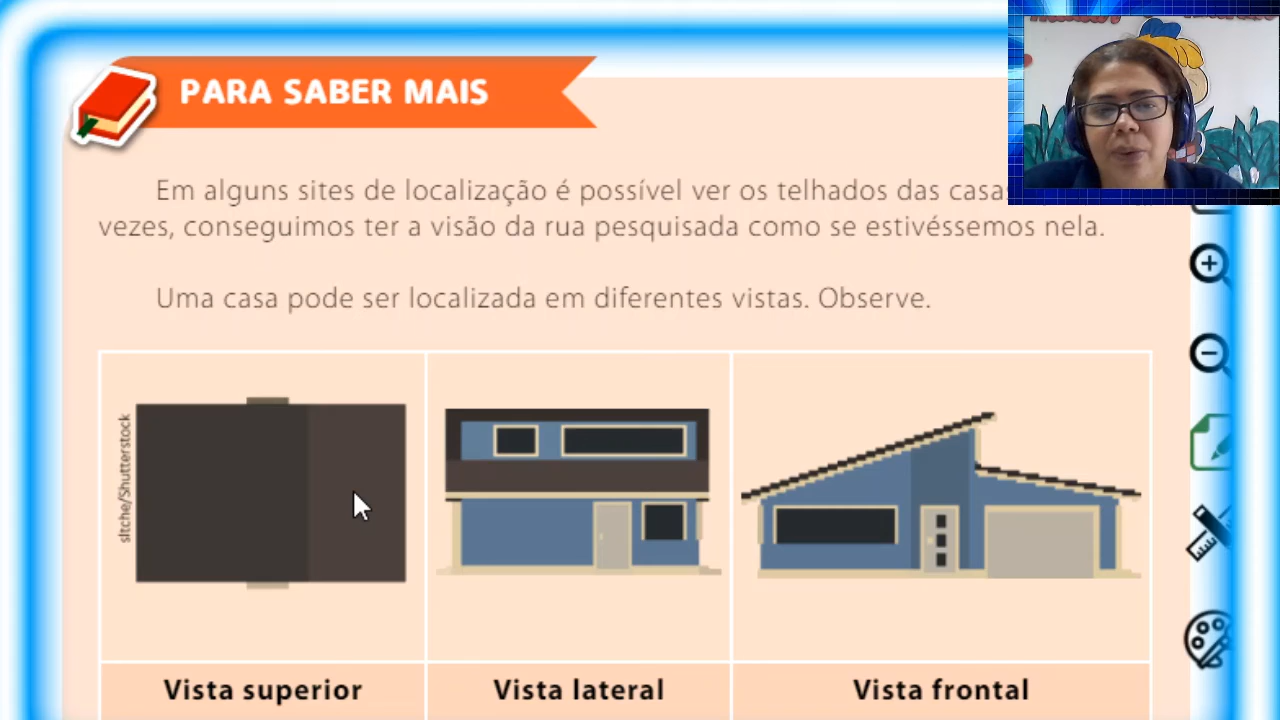 PARA SABER MAIS
Em alguns sites de localização é possível ver os telhados das casas
vezes, conseguimos ter a visão da rua pesquisada como se estivéssemos nela.
Uma casa pode ser localizada em diferentes vistas. Observe.
sltche/Shutterstock
Vista superior
Vista lateral
Vista frontal